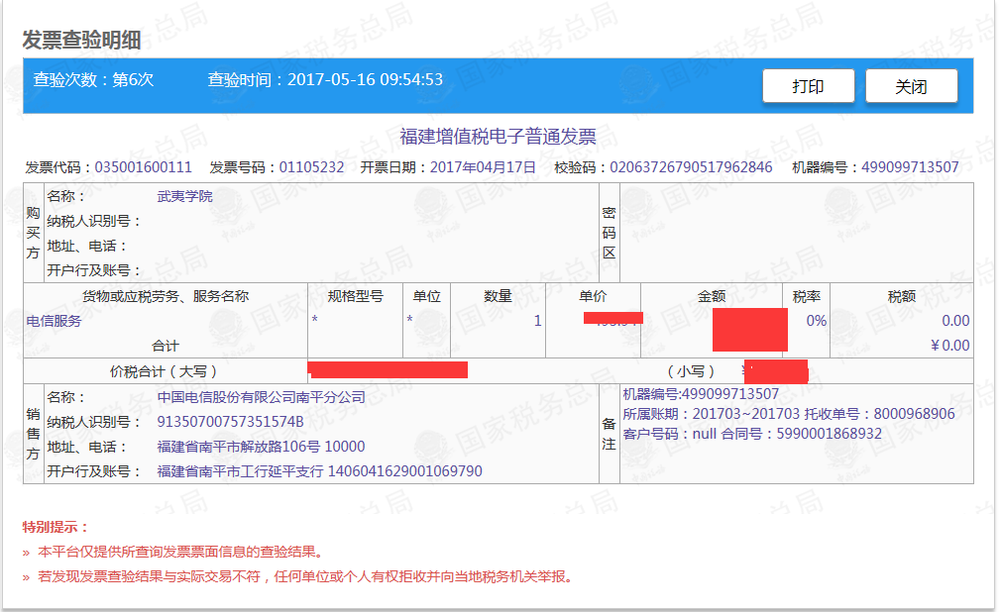 发票查验明细
查验次数：第6次 查验时间：2017-05-16 09:54:53 打印 关闭
福建增值税电子普通发票
发票代码：035001600111 发票号码：01105232 开票日期：2017年04月17日 校验码：02063726790517962846 机器编号：499099713507
购买方
名称： 武夷学院
纳税人识别号：
地址、电话：
开户行及账号：
密码区
货物或应税劳务、服务名称 规格型号 单位 数量 单价 金额 税率 税额
电信服务 * * 1 0% 0.00
合计 ￥0.00
价税合计（大写） （小写）
销售方
名称： 中国电信股份有限公司南平分公司
纳税人识别号： 91350700757351574B
地址、电话： 福建省南平市解放路106号 10000
开户行及账号： 福建省南平市工行延平支行 1406041629001069790
备注
机器编号:499099713507
所属账期：201703~201703 托收单号：8000968906
客户号码：null 合同号：5990001868932
特别提示：
» 本平台仅提供所查询发票票面信息的查验结果。
» 若发现发票查验结果与实际交易不符，任何单位或个人有权拒收并向当地税务机关举报。
国家税务总局